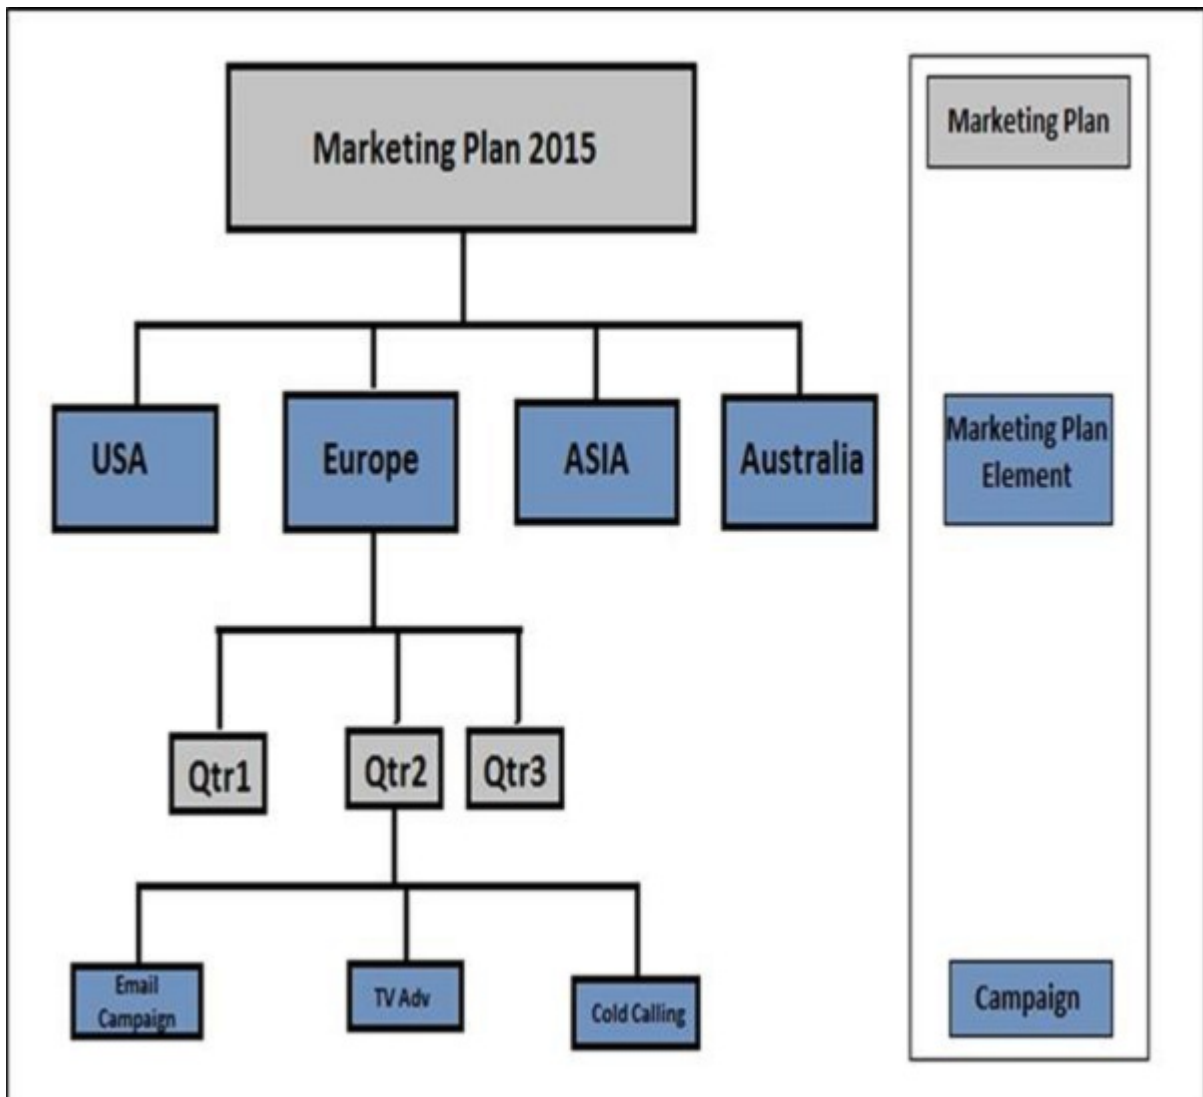 Marketing Plan 2015
Marketing Plan
USA
Europe
ASIA
Australia
Marketing Plan
Element
Qtr1
Qtr2
Qtr3
Email
Campaign
TV Adv
Cold Calling
Campaign